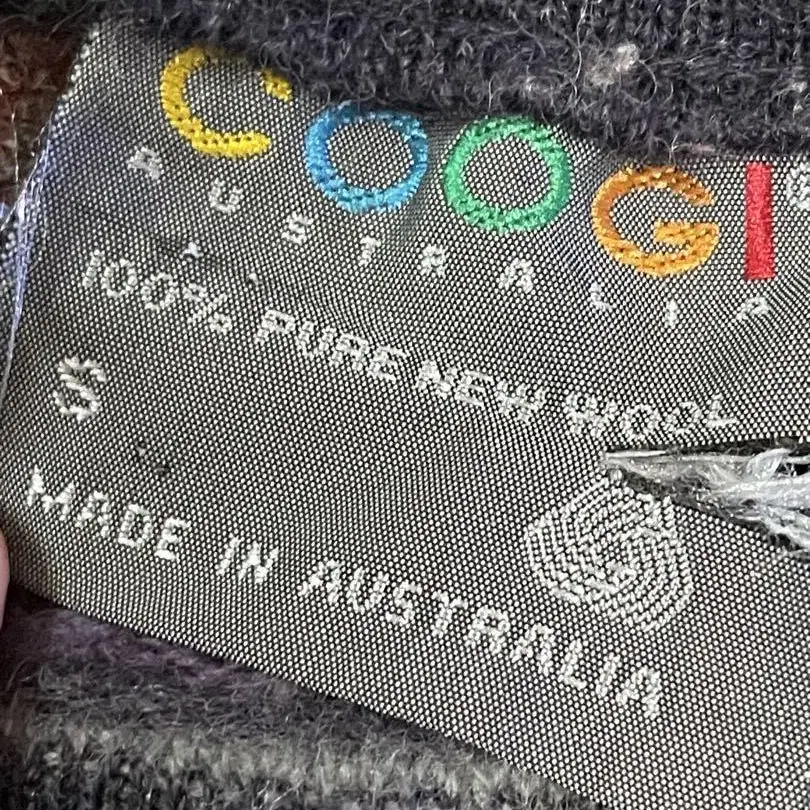 COOGI®
AUSTRALIA
100% PURE NEW WOOL
S
MADE IN AUSTRALIA